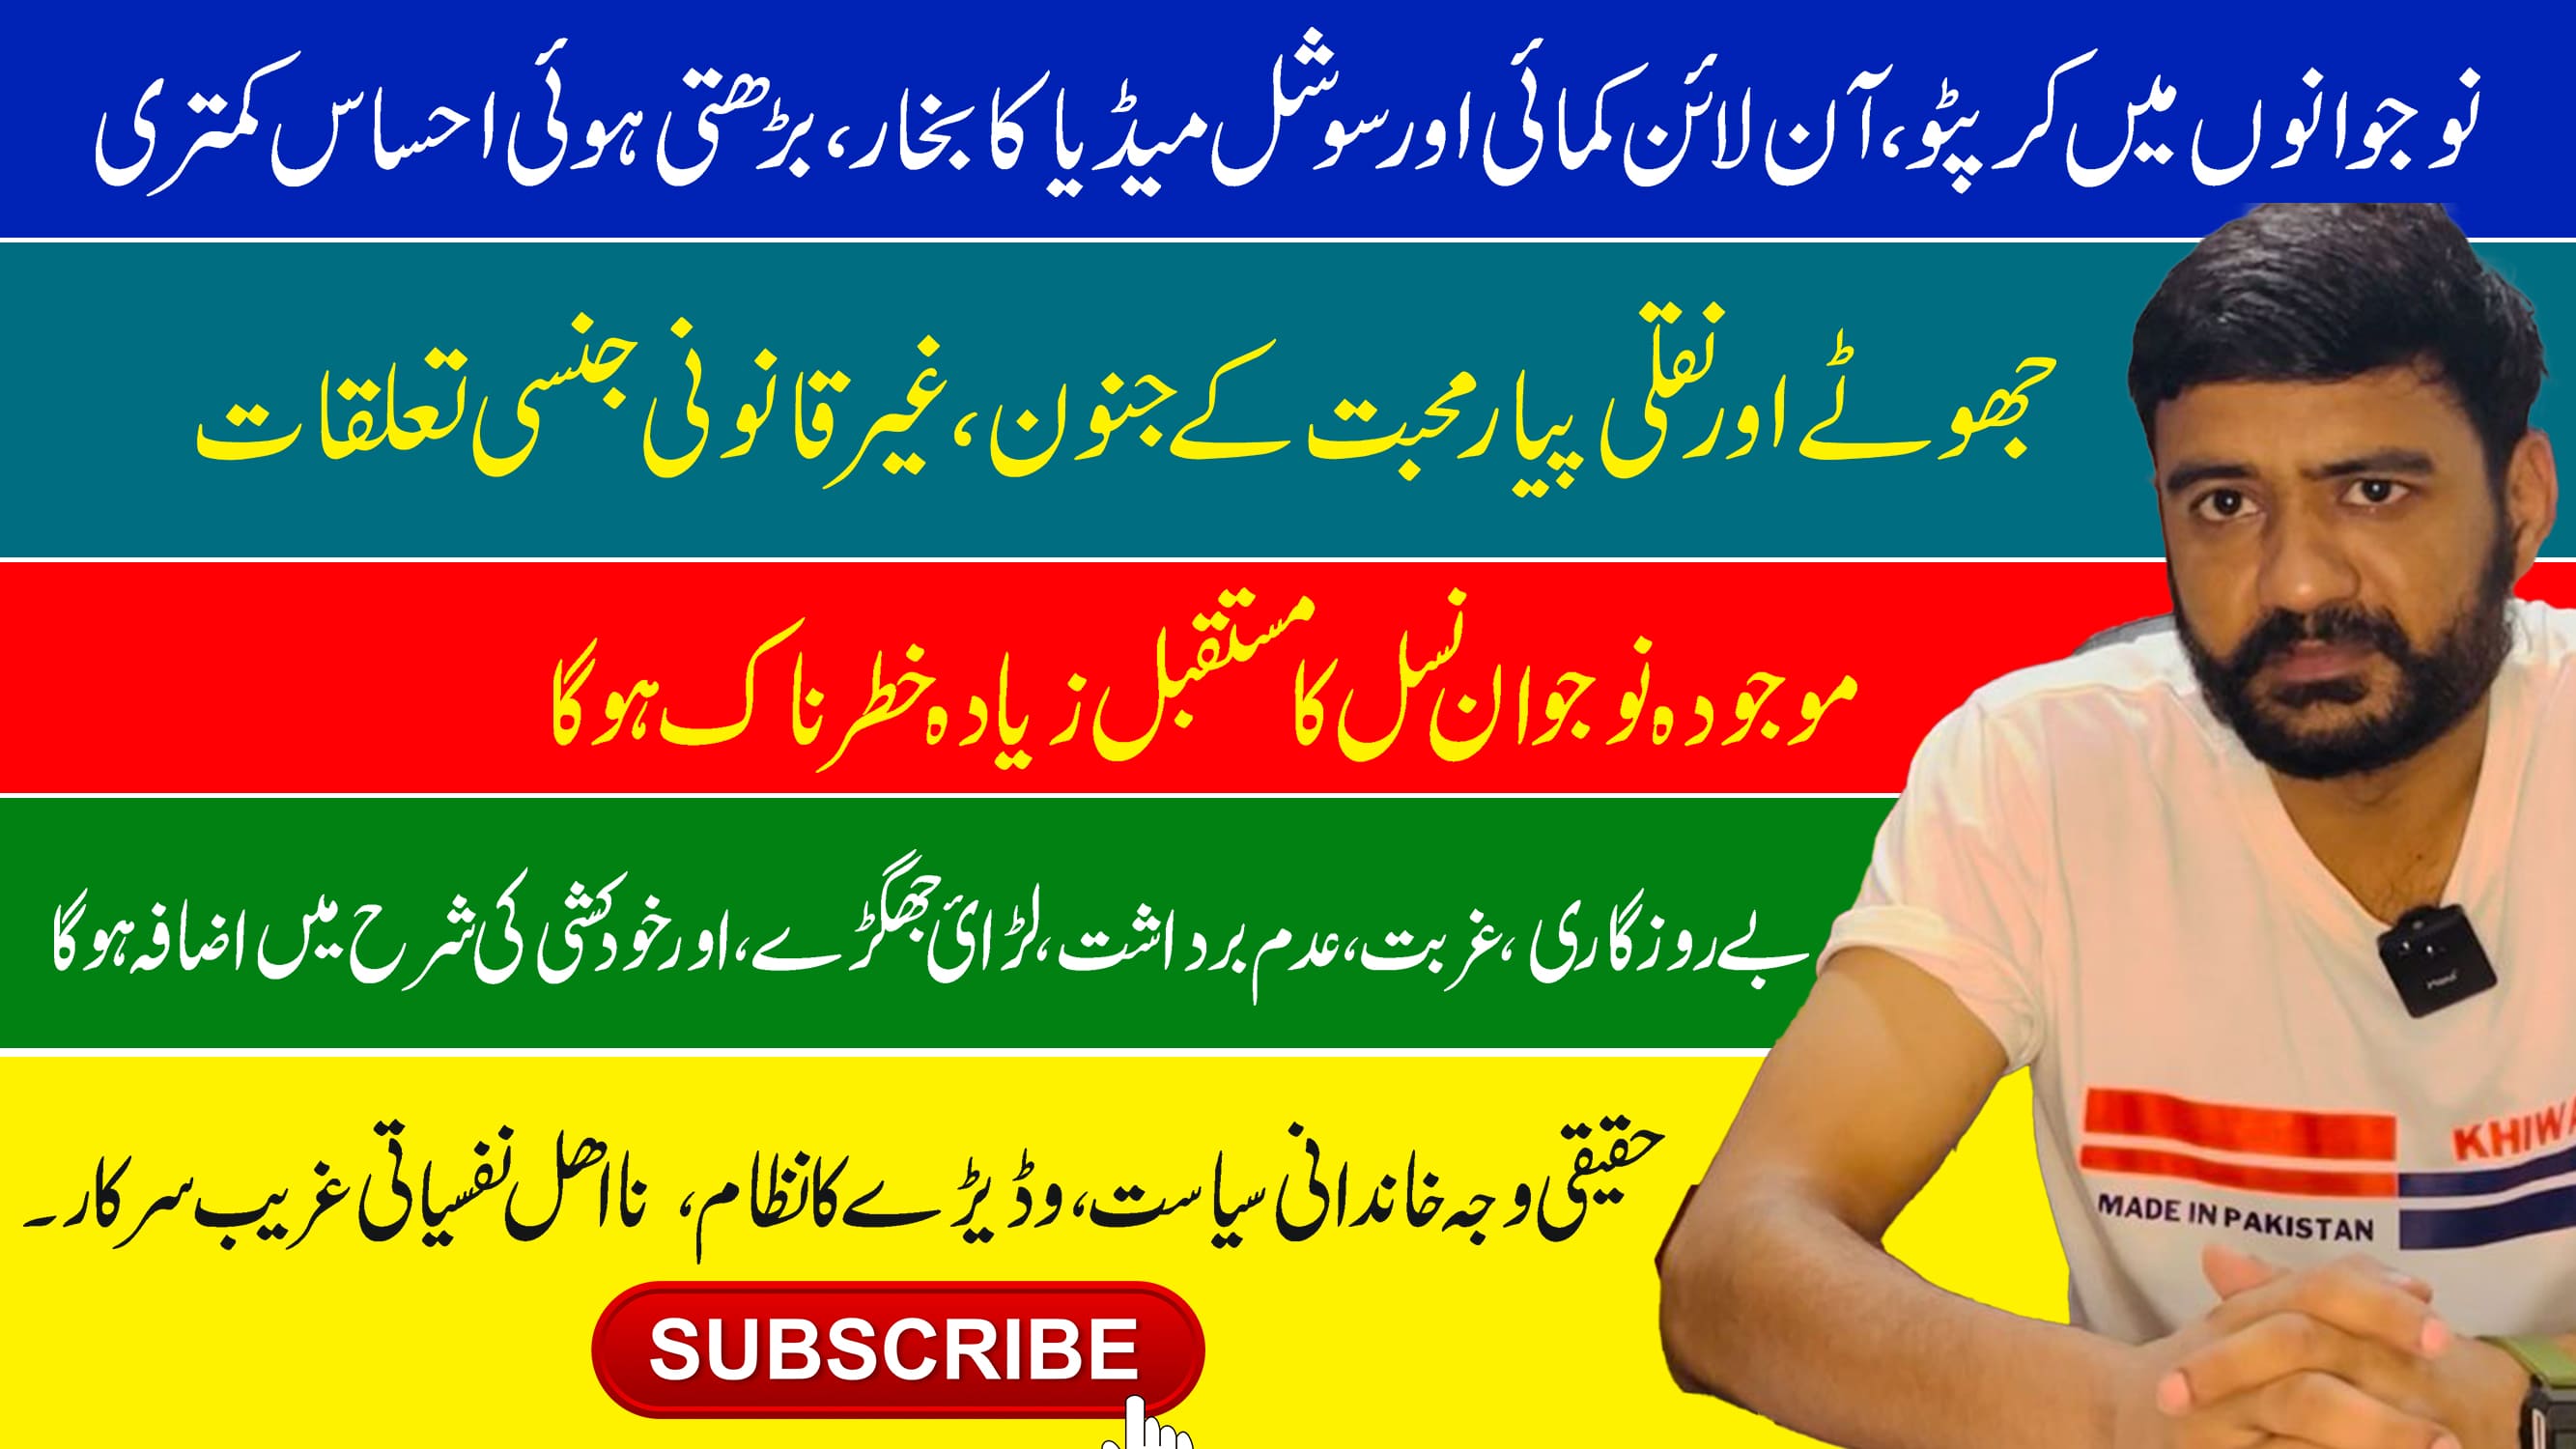 نوجوانوں میں کرپٹو، آن لائن کمائی اور سوشل میڈیا کا بخار، بڑھتی ہوئی احساس کمتری
جھوٹے اور نقلی پیار محبت کے جنون، غیر قانونی جنسی تعلقات
موجودہ نوجوان نسل کا مستقبل زیادہ خطرناک ہوگا
بے روزگاری ،غربت، عدم برداشت ،لڑائ جھگڑے، اور خودکشی کی شرح میں اضافہ ہوگا
حقیقی وجہ خاندانی سیاست، وڈیڑے کا نظام، نااھل نفسیاتی غریب سرکار۔
KHIWA
MADE IN PAKISTAN
SUBSCRIBE